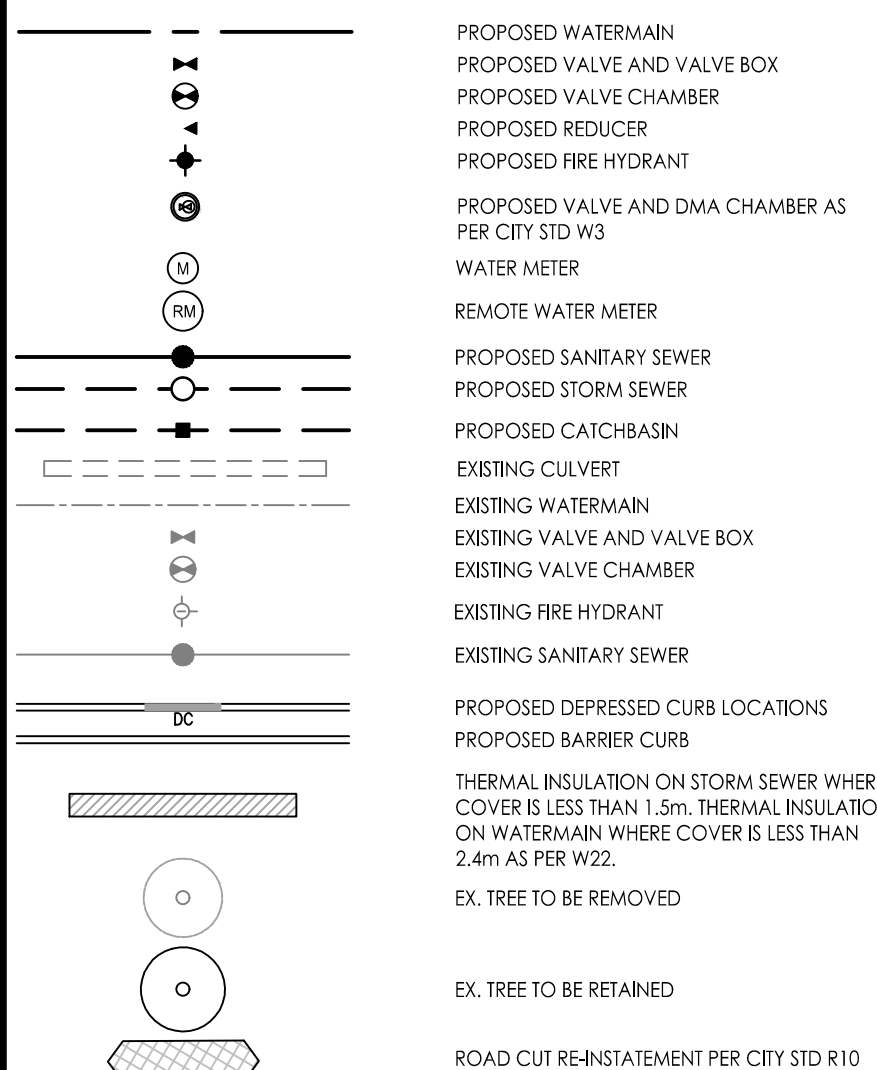 PROPOSED WATERMAIN
PROPOSED VALVE AND VALVE BOX
PROPOSED VALVE CHAMBER
PROPOSED REDUCER
PROPOSED FIRE HYDRANT
PROPOSED VALVE AND DMA CHAMBER AS
PER CITY STD W3
M WATER METER
RM REMOTE WATER METER
PROPOSED SANITARY SEWER
PROPOSED STORM SEWER
PROPOSED CATCHBASIN
EXISTING CULVERT
EXISTING WATERMAIN
EXISTING VALVE AND VALVE BOX
EXISTING VALVE CHAMBER
EXISTING FIRE HYDRANT
EXISTING SANITARY SEWER
DC PROPOSED DEPRESSED CURB LOCATIONS
PROPOSED BARRIER CURB
THERMAL INSULATION ON STORM SEWER WHER
COVER IS LESS THAN 1.5m. THERMAL INSULATIO
ON WATERMAIN WHERE COVER IS LESS THAN
2.4m AS PER W22.
EX. TREE TO BE REMOVED
EX. TREE TO BE RETAINED
ROAD CUT RE-INSTATEMENT PER CITY STD R10